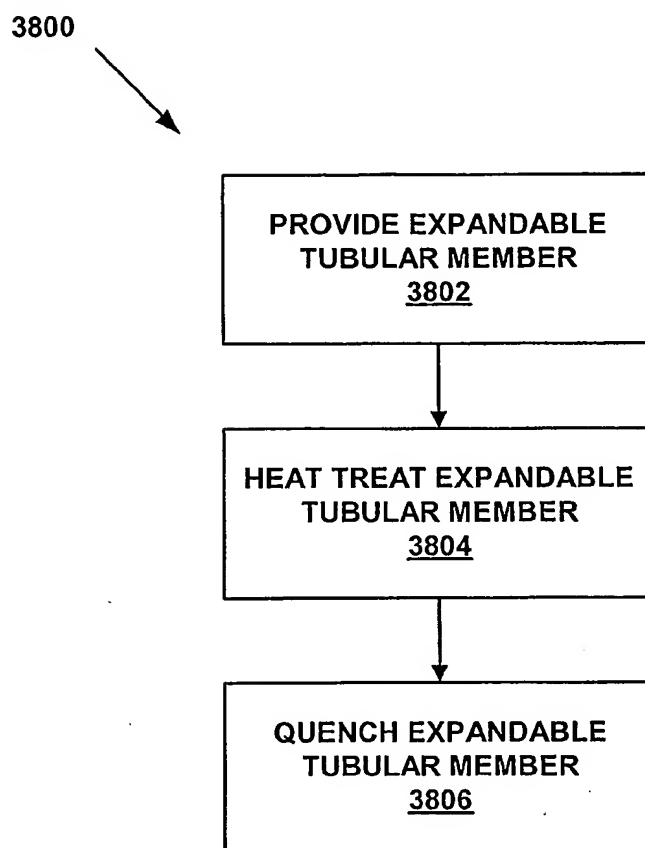 3800
PROVIDE EXPANDABLE
TUBULAR MEMBER
3802
HEAT TREAT EXPANDABLE
TUBULAR MEMBER
3804
QUENCH EXPANDABLE
TUBULAR MEMBER
3806